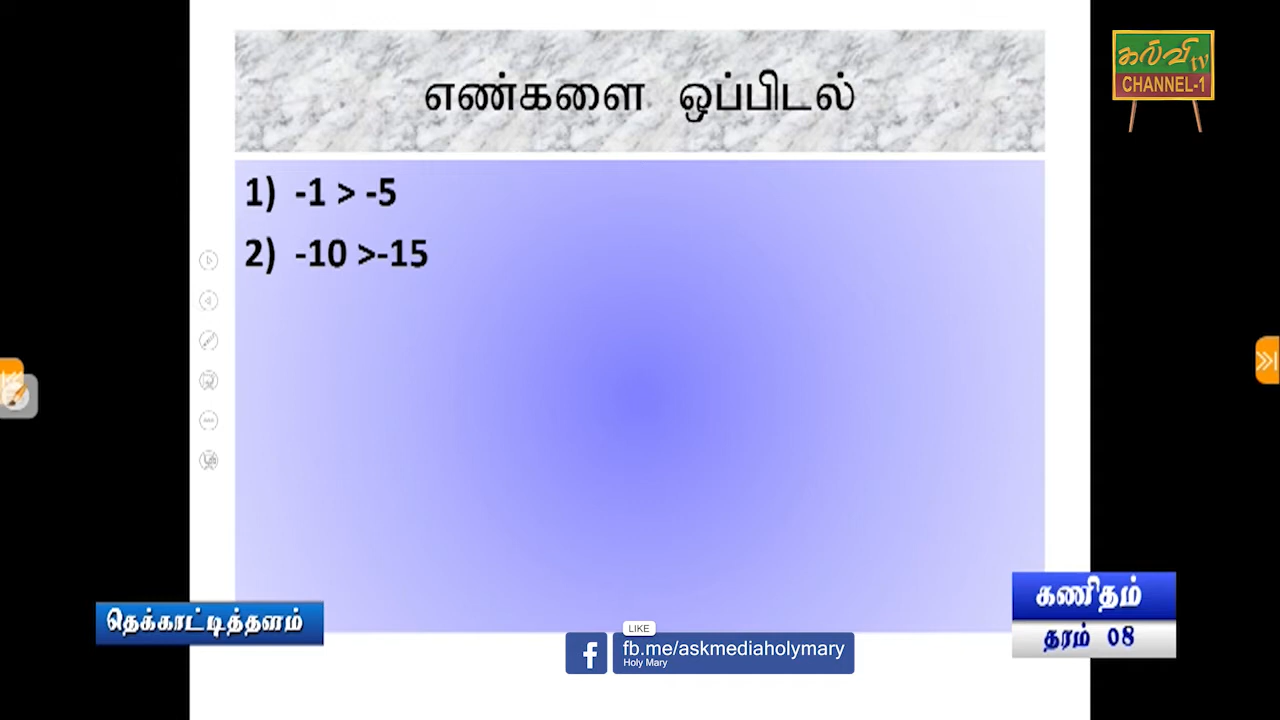 எண்களை ஒப்பிடல்
கல்வி tv
CHANNEL-1
1) -1 > -5
2) -10 >-15
தெக்காட்டித்தளம்
கணிதம்
தரம் 08
LIKE
fb.me/askmediaholymary
Holy Mary